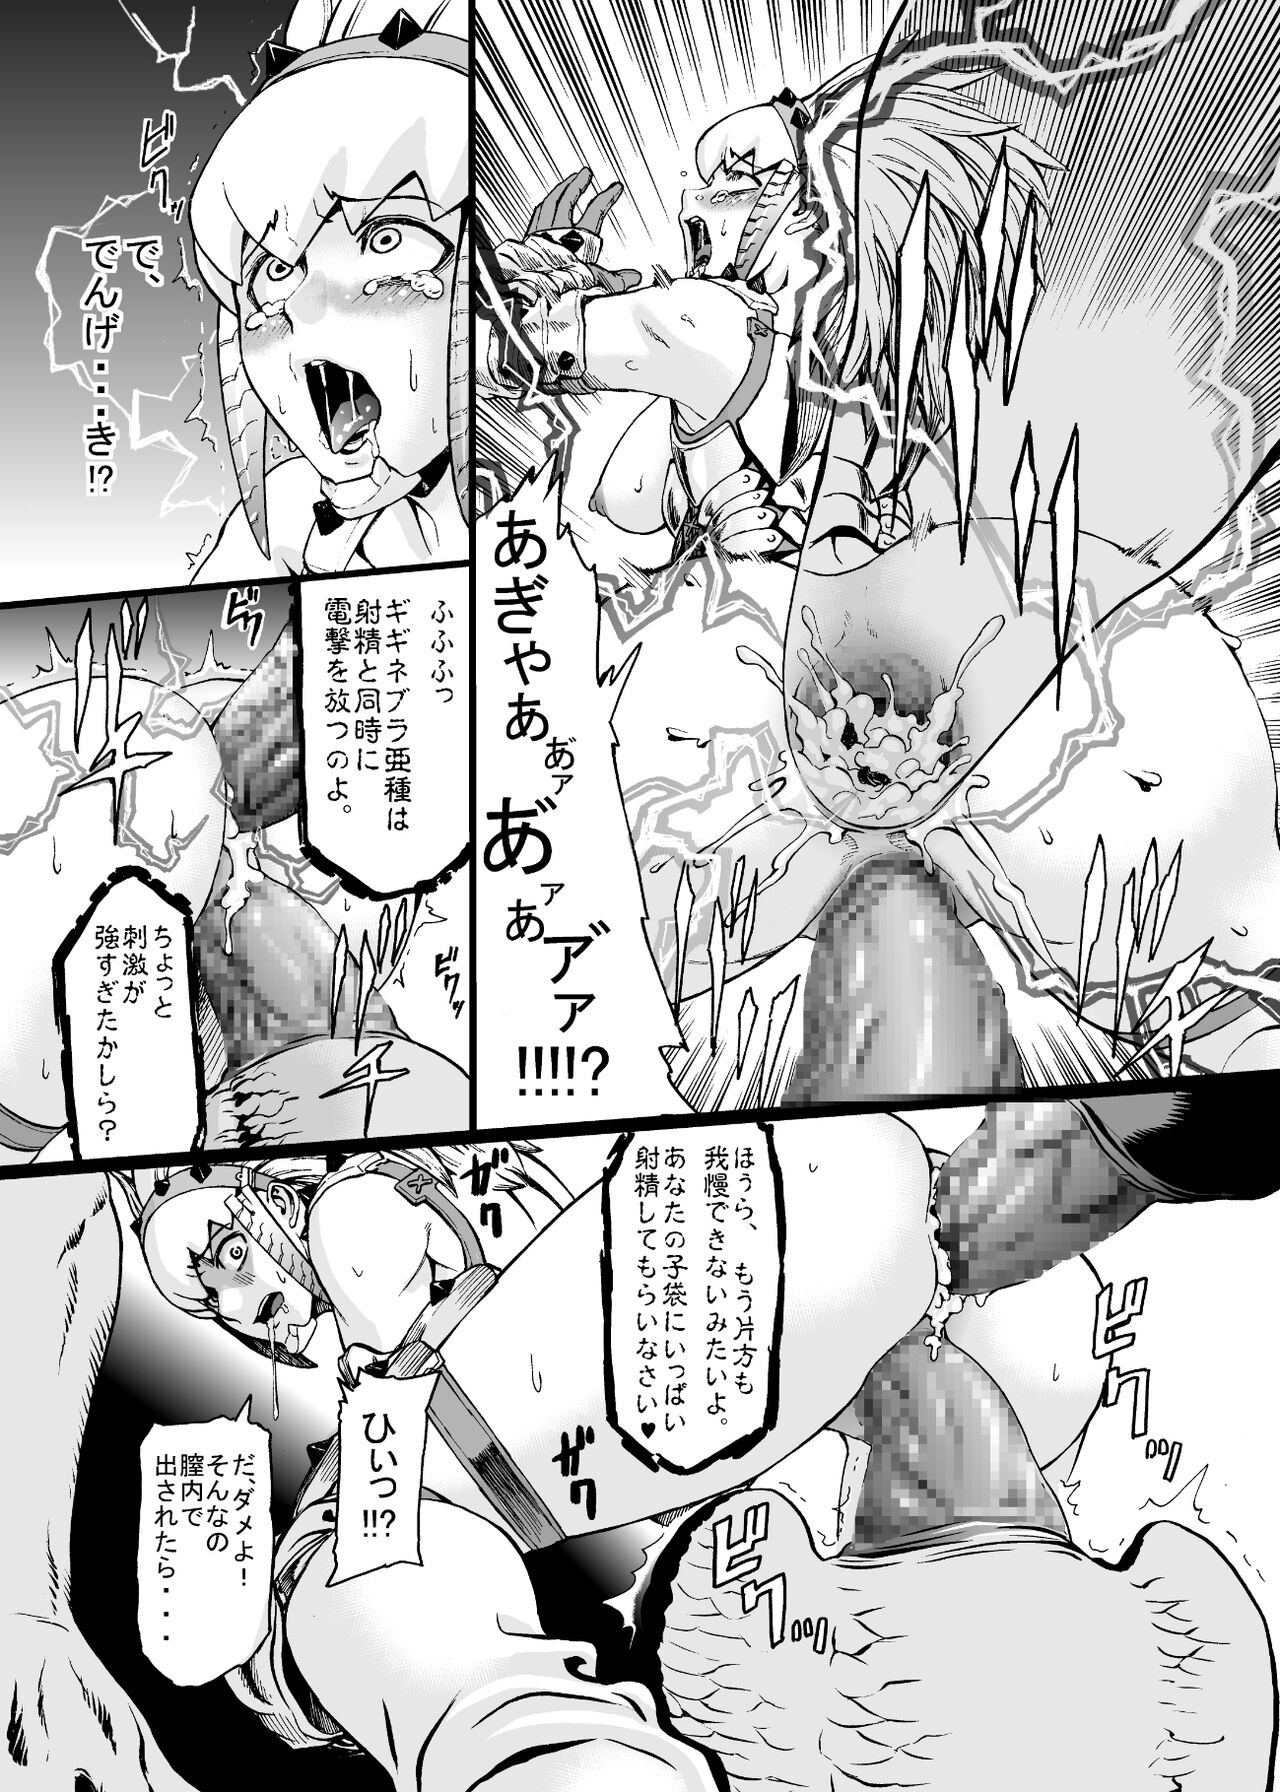 あぎゃぁ
あ゙ァ
あ゙
ァ
ぁ
ア゙ァ
!!!!?
ビク
で、
でんげ・・・き!?
ふふふっ
ギギネブラ亜種は
射精と同時に
電撃を放つのよ。
ちょっと
刺激が
強すぎたかしら?
ビクッ
ほぅら、もう片方も
我慢できないみたいよ。
あなたの子袋にいっぱい
射精してもらいなさい♥
ガク
ガク
ビクッ
ビクッ
ひいっ!!?
だ、ダメよ!
そんなの
膣内で
出されたら・・・・